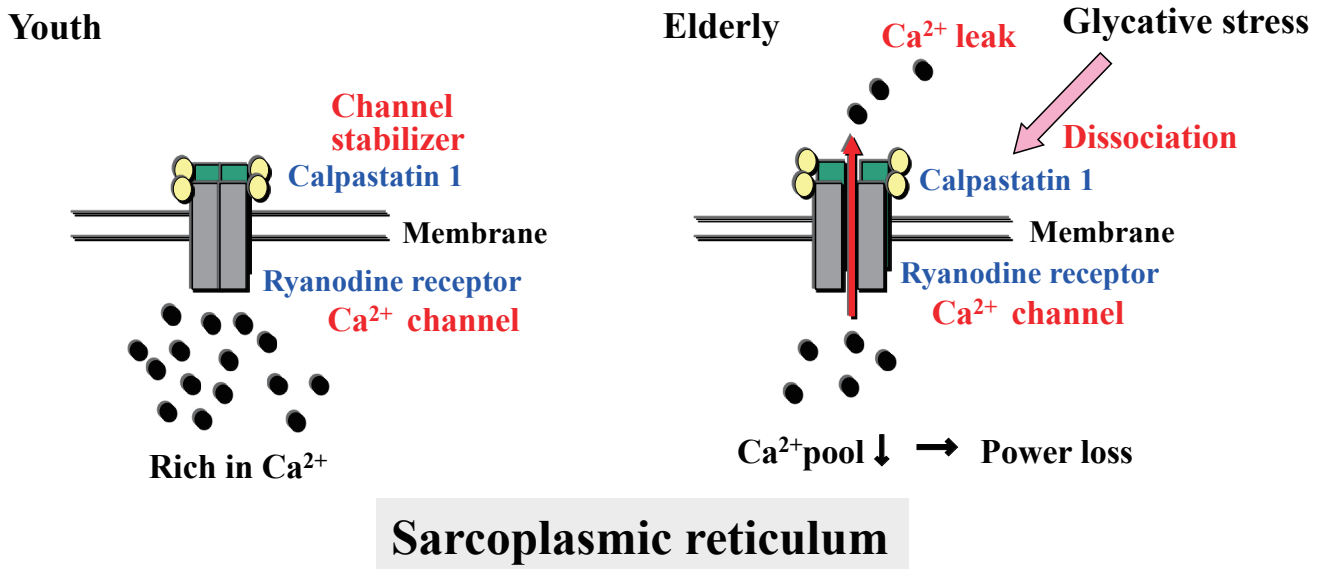 Youth
Channel
stabilizer
Calpastatin 1
Membrane
Ryanodine receptor
Ca²⁺ channel
Rich in Ca²⁺
Elderly
Ca²⁺ leak
Glycative stress
Dissociation
Calpastatin 1
Membrane
Ryanodine receptor
Ca²⁺ channel
Ca²⁺pool ↓ → Power loss
Sarcoplasmic reticulum